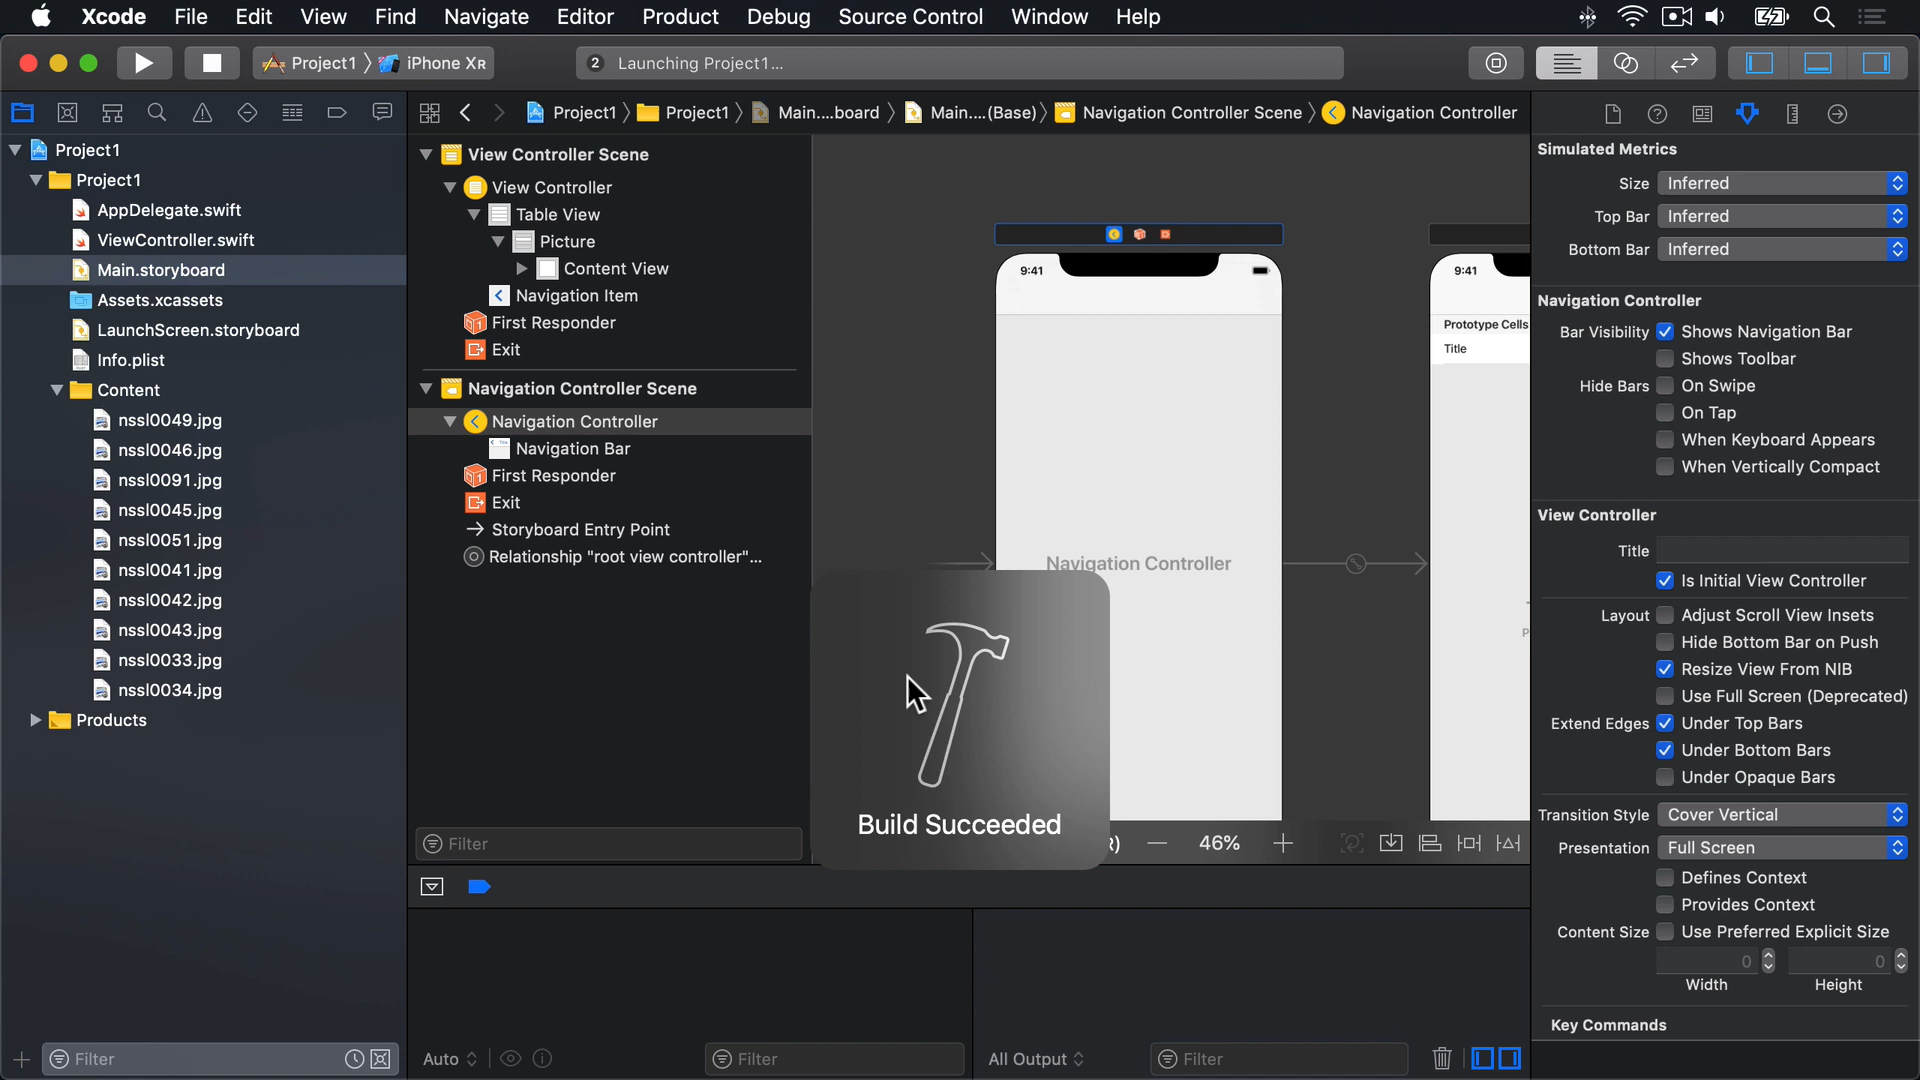 Xcode File Edit View Find Navigate Editor Product Debug Source Control Window Help
Project1 iPhone XR
2 Launching Project1...
Project1 Project1 Main....board Main....(Base) Navigation Controller Scene Navigation Controller
Project1
Project1
AppDelegate.swift
ViewController.swift
Main.storyboard
Assets.xcassets
LaunchScreen.storyboard
Info.plist
Content
nssl0049.jpg
nssl0046.jpg
nssl0091.jpg
nssl0045.jpg
nssl0051.jpg
nssl0041.jpg
nssl0042.jpg
nssl0043.jpg
nssl0033.jpg
nssl0034.jpg
Products
Filter
View Controller Scene
View Controller
Table View
Picture
Content View
Navigation Item
First Responder
Exit
Navigation Controller Scene
Navigation Controller
Navigation Bar
First Responder
Exit
Storyboard Entry Point
Relationship "root view controller"...
Filter
9:41
Navigation Controller
9:41
Prototype Cells
Title
P
Build Succeeded
R) 46%
Auto
Filter
All Output
Filter
Simulated Metrics
Size Inferred
Top Bar Inferred
Bottom Bar Inferred
Navigation Controller
Bar Visibility Shows Navigation Bar
Shows Toolbar
Hide Bars On Swipe
On Tap
When Keyboard Appears
When Vertically Compact
View Controller
Title
Is Initial View Controller
Layout Adjust Scroll View Insets
Hide Bottom Bar on Push
Resize View From NIB
Use Full Screen (Deprecated)
Extend Edges Under Top Bars
Under Bottom Bars
Under Opaque Bars
Transition Style Cover Vertical
Presentation Full Screen
Defines Context
Provides Context
Content Size Use Preferred Explicit Size
0 0
Width Height
Key Commands